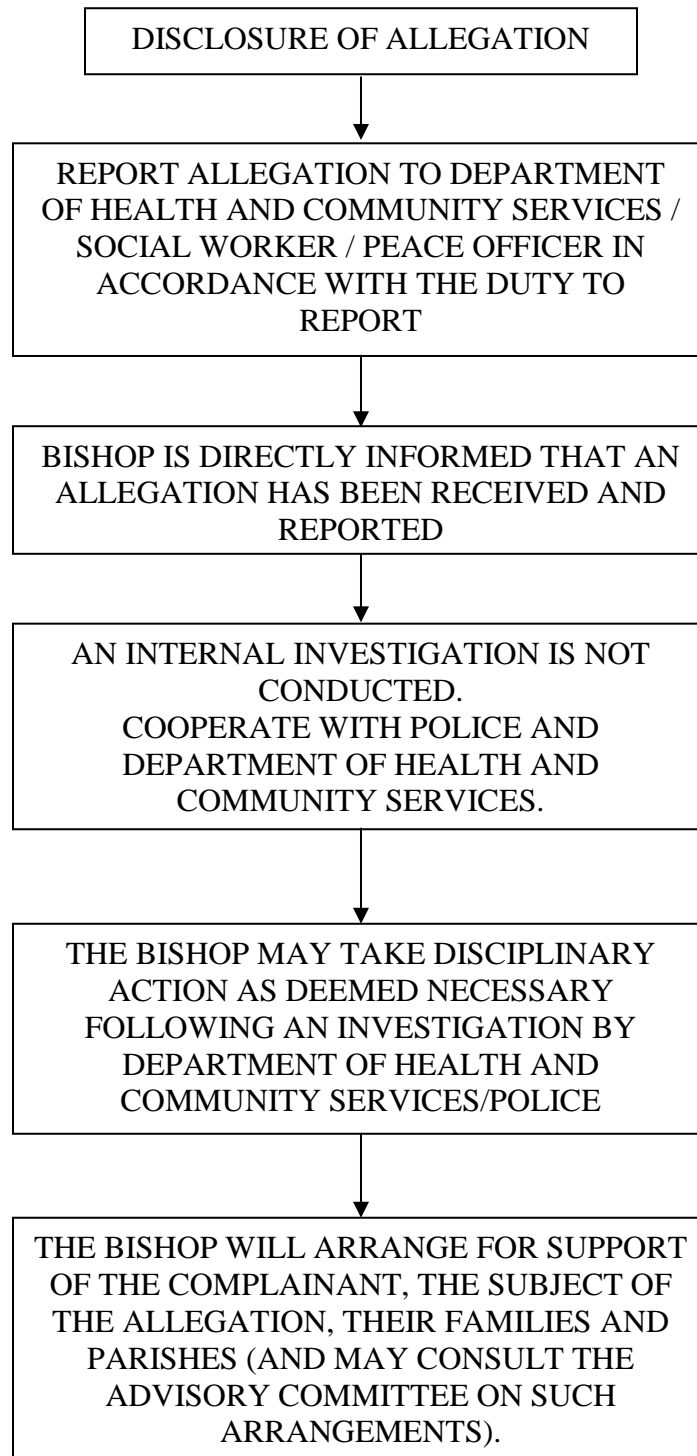 DISCLOSURE OF ALLEGATION
REPORT ALLEGATION TO DEPARTMENT
OF HEALTH AND COMMUNITY SERVICES /
SOCIAL WORKER / PEACE OFFICER IN
ACCORDANCE WITH THE DUTY TO
REPORT
BISHOP IS DIRECTLY INFORMED THAT AN
ALLEGATION HAS BEEN RECEIVED AND
REPORTED
AN INTERNAL INVESTIGATION IS NOT
CONDUCTED.
COOPERATE WITH POLICE AND
DEPARTMENT OF HEALTH AND
COMMUNITY SERVICES.
THE BISHOP MAY TAKE DISCIPLINARY
ACTION AS DEEMED NECESSARY
FOLLOWING AN INVESTIGATION BY
DEPARTMENT OF HEALTH AND
COMMUNITY SERVICES/POLICE
THE BISHOP WILL ARRANGE FOR SUPPORT
OF THE COMPLAINANT, THE SUBJECT OF
THE ALLEGATION, THEIR FAMILIES AND
PARISHES (AND MAY CONSULT THE
ADVISORY COMMITTEE ON SUCH
ARRANGEMENTS).